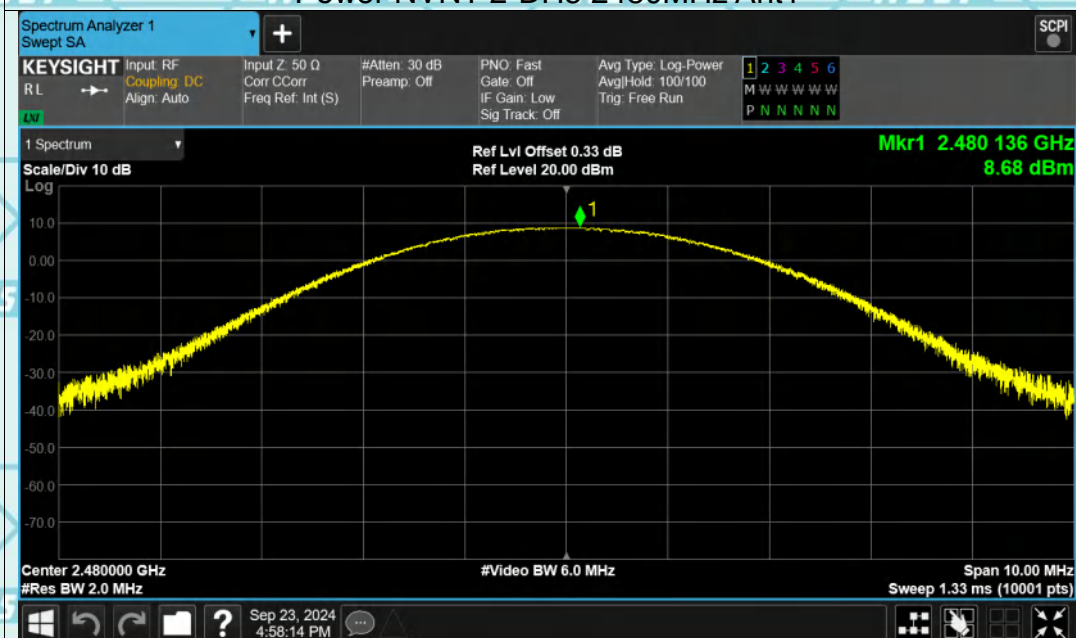 Power NVNT 2-DH5 2480MHz Ant1
Spectrum Analyzer 1
Swept SA
+
SCPI
KEYSIGHT
RL
LXI
Input: RF
Coupling: DC
Align: Auto
Input Z: 50 Ω
Corr CCorr
Freq Ref: Int (S)
#Atten: 30 dB
Preamp: Off
PNO: Fast
Gate: Off
IF Gain: Low
Sig Track: Off
Avg Type: Log-Power
Avg|Hold: 100/100
Trig: Free Run
1 2 3 4 5 6
M W W W W W
P N N N N N
1 Spectrum
Scale/Div 10 dB
Log
Ref Lvl Offset 0.33 dB
Ref Level 20.00 dBm
Mkr1 2.480 136 GHz
8.68 dBm
1
10.0
0.00
-10.0
-20.0
-30.0
-40.0
-50.0
-60.0
-70.0
Center 2.480000 GHz
#Res BW 2.0 MHz
#Video BW 6.0 MHz
Span 10.00 MHz
Sweep 1.33 ms (10001 pts)
?
Sep 23, 2024
4:58:14 PM